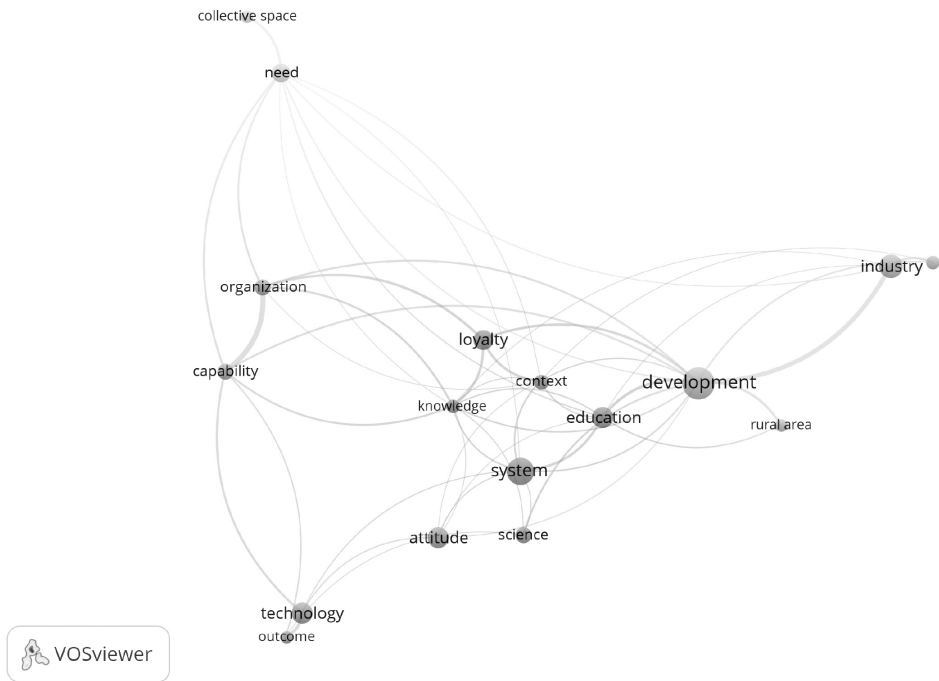 collective space
need
industry
organization
loyalty
capability
context
development
knowledge
education
rural area
system
science
attitude
technology
outcome
VOSviewer